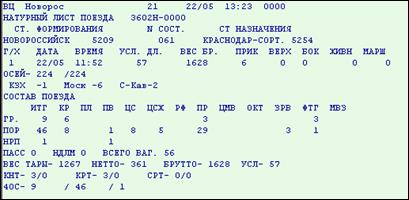 ВЦ Новорос 21 22/05 13:23 0000
НАТУРНЫЙ ЛИСТ ПОЕЗДА 3602Н-0000
СТ. ФОРМИРОВАНИЯ N СОСТ. СТ НАЗНАЧЕНИЯ
НОВОРОССИЙСК 5209 061 КРАСНОДАР-СОРТ. 5254
Г/Х ДАТА ВРЕМЯ УСЛ. ДЛ. ВЕС БР. ПРИК ВЕРХ БОК ХИВН МАРШ
1 22/05 11:52 57 1628 6 0 0 0 0
ОСЕЙ- 224 /224
КЗХ -1 Моск -6 С-Кав-2
СОСТАВ ПОЕЗДА
ИТГ КР ПЛ ПВ ЦС ЦСХ РФ ПР ЦМВ ОКТ ЗРВ ФТГ МВЗ
ГР. 9 6 3 3
ПОР 46 8 1 8 5 29 3 1
НРП 1 1
ПАСС 0 НДЛМ 0 ВСЕГО ВАГ. 56
ВЕС ТАРЫ- 1267 НЕТТО- 361 БРУТТО- 1628 УСЛ- 57
КНТ- 3/0 КРТ- 3/0 СРТ- 0/0
40С- 9 / 46 / 1